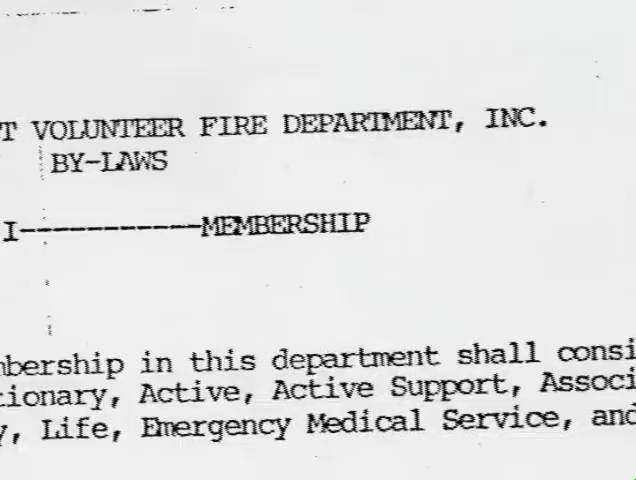 T VOLUNTEER FIRE DEPARTMENT, INC.
BY-LAWS
I-----------MEMBERSHIP
mbership in this department shall consi
tionary, Active, Active Support, Associ
y, Life, Emergency Medical Service, and